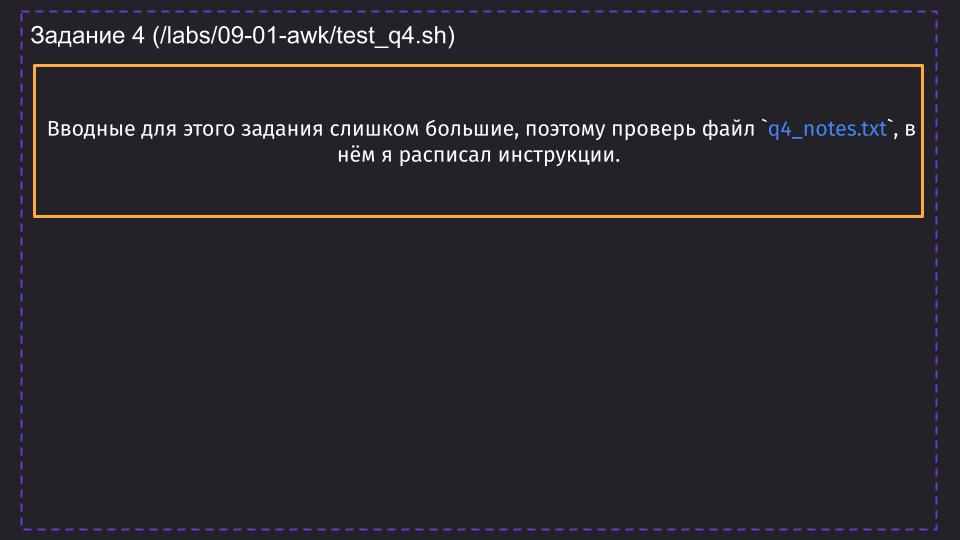 Задание 4 (/labs/09-01-awk/test_q4.sh)
Вводные для этого задания слишком большие, поэтому проверь файл `q4_notes.txt`, в
нём я расписал инструкции.